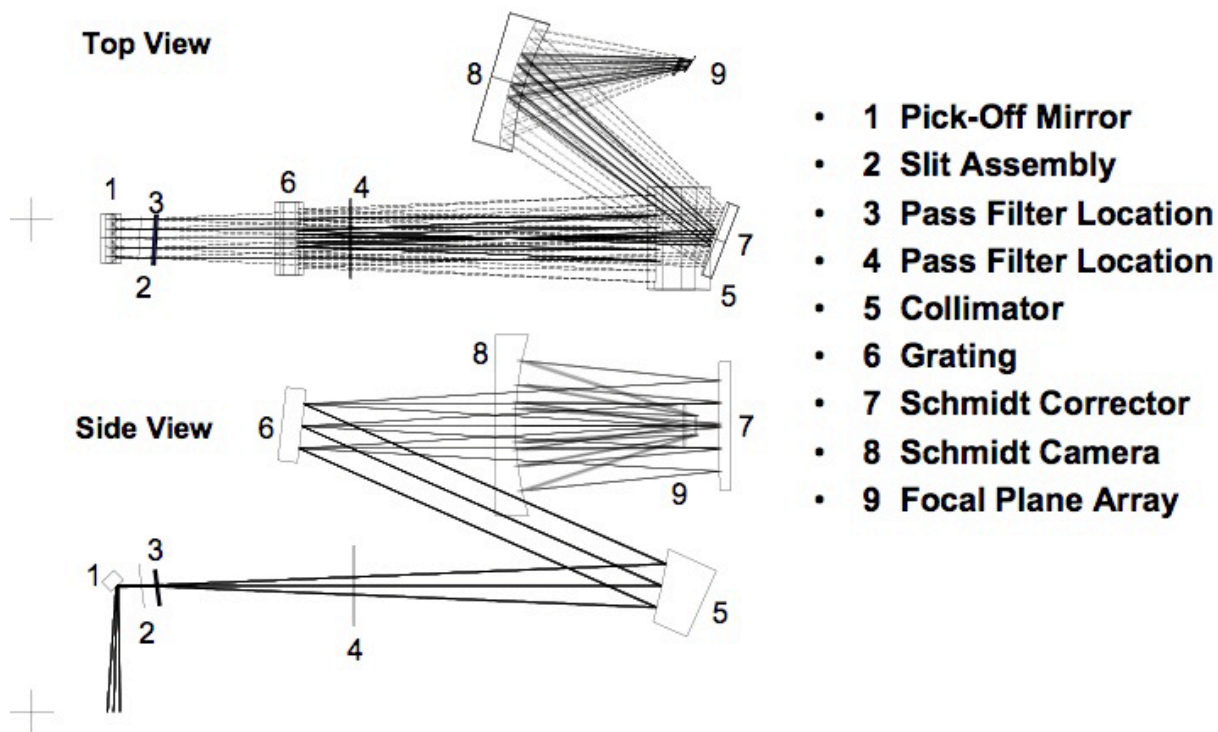 Top View
8
9
1
3
6
4
2
7
5
• 1 Pick-Off Mirror
• 2 Slit Assembly
• 3 Pass Filter Location
• 4 Pass Filter Location
• 5 Collimator
• 6 Grating
• 7 Schmidt Corrector
• 8 Schmidt Camera
• 9 Focal Plane Array
Side View
8
6
7
9
3
1
2
4
5